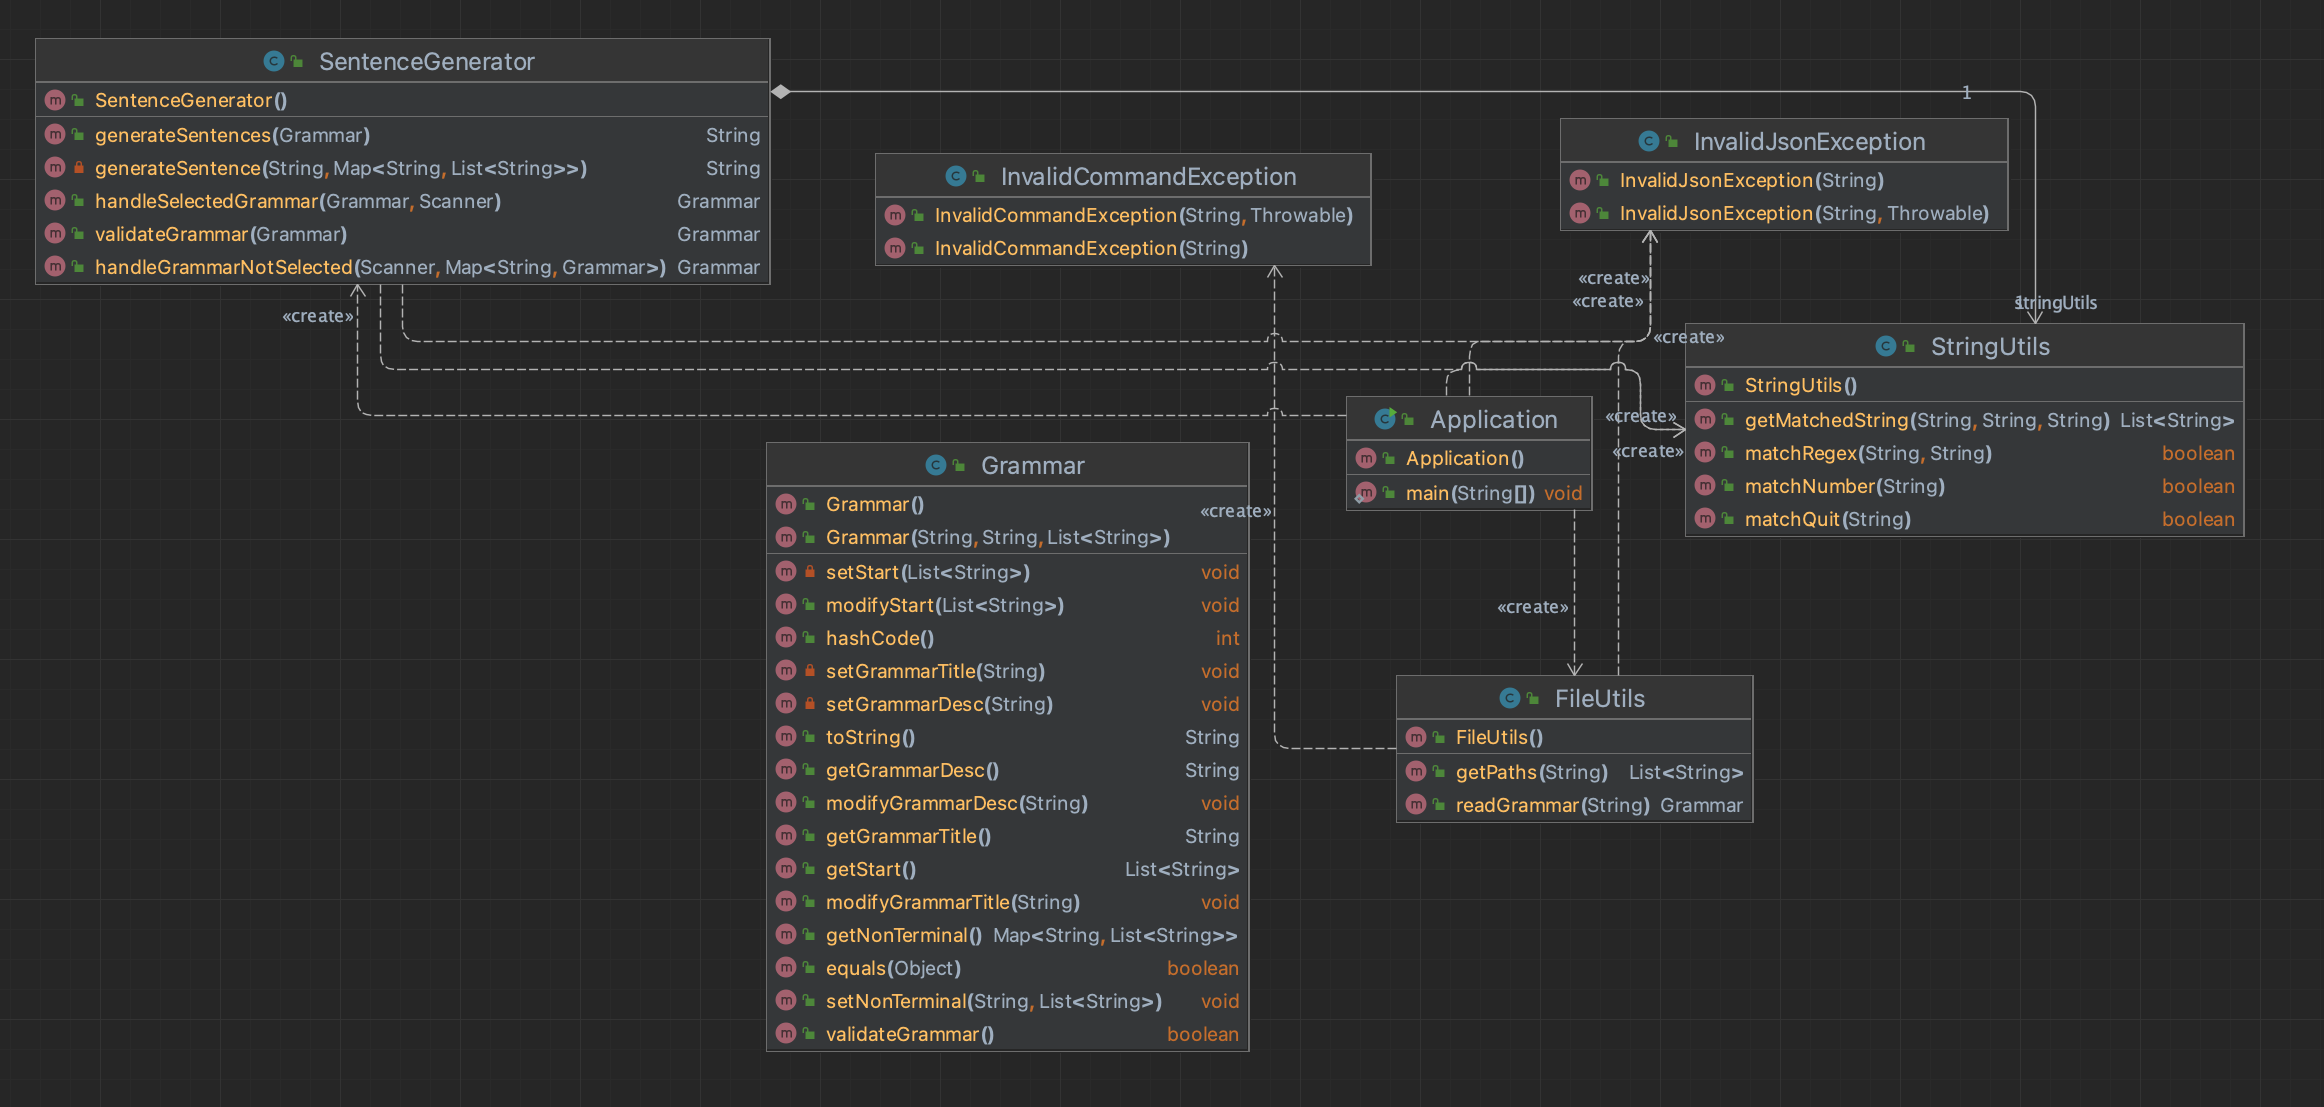 SentenceGenerator
SentenceGenerator()
generateSentences(Grammar) String
generateSentence(String, Map<String, List<String>>) String
handleSelectedGrammar(Grammar, Scanner) Grammar
validateGrammar(Grammar) Grammar
handleGrammarNotSelected(Scanner, Map<String, Grammar>) Grammar
«create»
1
InvalidCommandException
InvalidCommandException(String, Throwable)
InvalidCommandException(String)
InvalidJsonException
InvalidJsonException(String)
InvalidJsonException(String, Throwable)
«create»
«create»
«create»
1
stringUtils
StringUtils
StringUtils()
getMatchedString(String, String, String) List<String>
matchRegex(String, String) boolean
matchNumber(String) boolean
matchQuit(String) boolean
«create»
«create»
Application
Application()
main(String[]) void
«create»
«create»
Grammar
Grammar()
Grammar(String, String, List<String>)
setStart(List<String>) void
modifyStart(List<String>) void
hashCode() int
setGrammarTitle(String) void
setGrammarDesc(String) void
toString() String
getGrammarDesc() String
modifyGrammarDesc(String) void
getGrammarTitle() String
getStart() List<String>
modifyGrammarTitle(String) void
getNonTerminal() Map<String, List<String>>
equals(Object) boolean
setNonTerminal(String, List<String>) void
validateGrammar() boolean
FileUtils
FileUtils()
getPaths(String) List<String>
readGrammar(String) Grammar